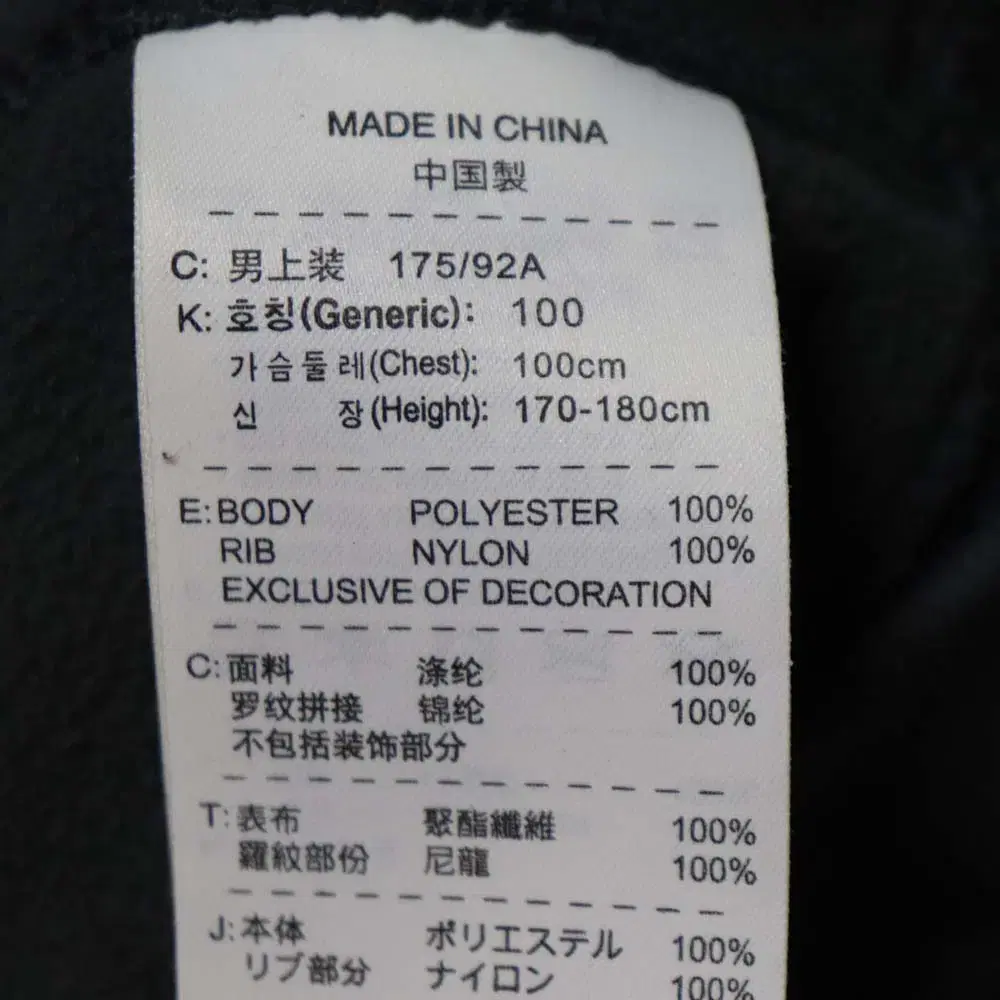 MADE IN CHINA
中国製
C: 男上装 175/92A
K: 호칭(Generic): 100
가슴둘레(Chest): 100cm
신 장(Height): 170-180cm
E: BODY POLYESTER 100%
RIB NYLON 100%
EXCLUSIVE OF DECORATION
C: 面料 涤纶 100%
罗纹拼接 锦纶 100%
不包括装饰部分
T: 表布 聚酯纖維 100%
羅紋部份 尼龍 100%
J: 本体 ポリエステル 100%
リブ部分 ナイロン 100%